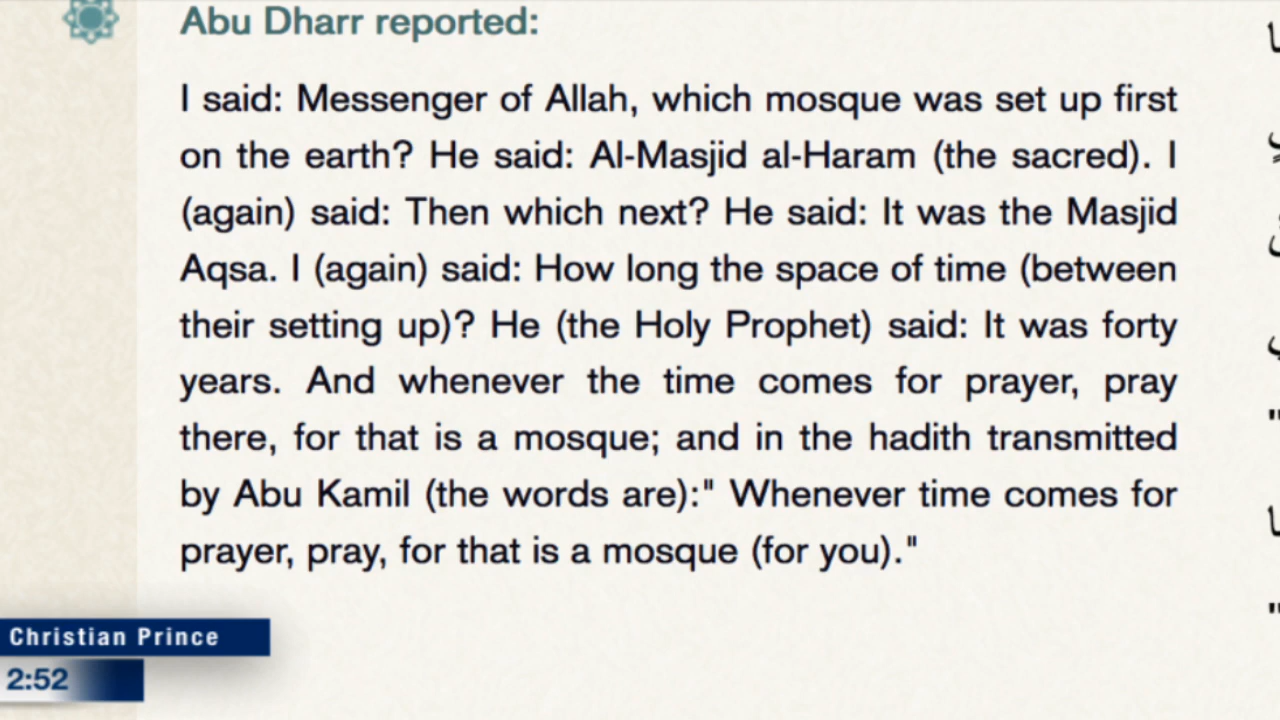 Abu Dharr reported:
I said: Messenger of Allah, which mosque was set up first
on the earth? He said: Al-Masjid al-Haram (the sacred). I
(again) said: Then which next? He said: It was the Masjid
Aqsa. I (again) said: How long the space of time (between
their setting up)? He (the Holy Prophet) said: It was forty
years. And whenever the time comes for prayer, pray
there, for that is a mosque; and in the hadith transmitted
by Abu Kamil (the words are):" Whenever time comes for
prayer, pray, for that is a mosque (for you)."
Christian Prince
2:52